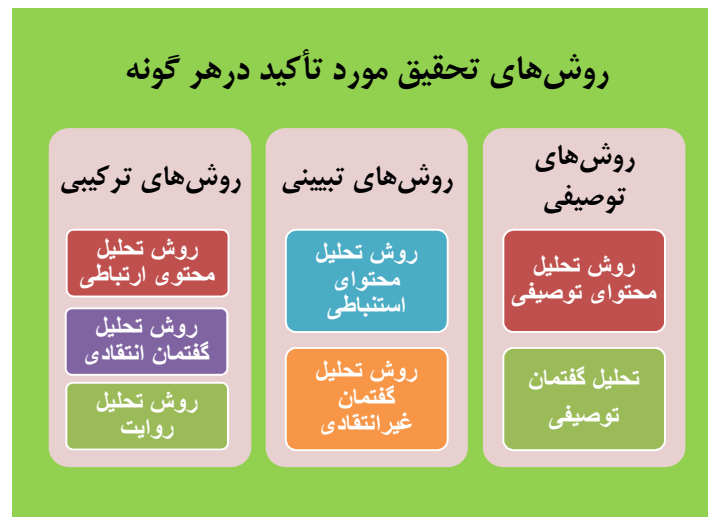 روش‌های تحقیق مورد تأکید درهر گونه
روش‌های
توصیفی
روش تحلیل
محتوای توصیفی
تحلیل گفتمان
توصیفی
روش‌های تبیینی
روش تحلیل
محتوای
استنباطی
روش تحلیل
گفتمان
غیرانتقادی
روش‌های ترکیبی
روش تحلیل
محتوی ارتباطی
روش تحلیل
گفتمان انتقادی
روش تحلیل
روایت